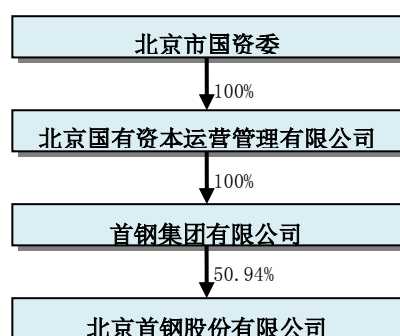 北京市国资委
100%
北京国有资本运营管理有限公司
100%
首钢集团有限公司
50.94%
北京首钢股份有限公司